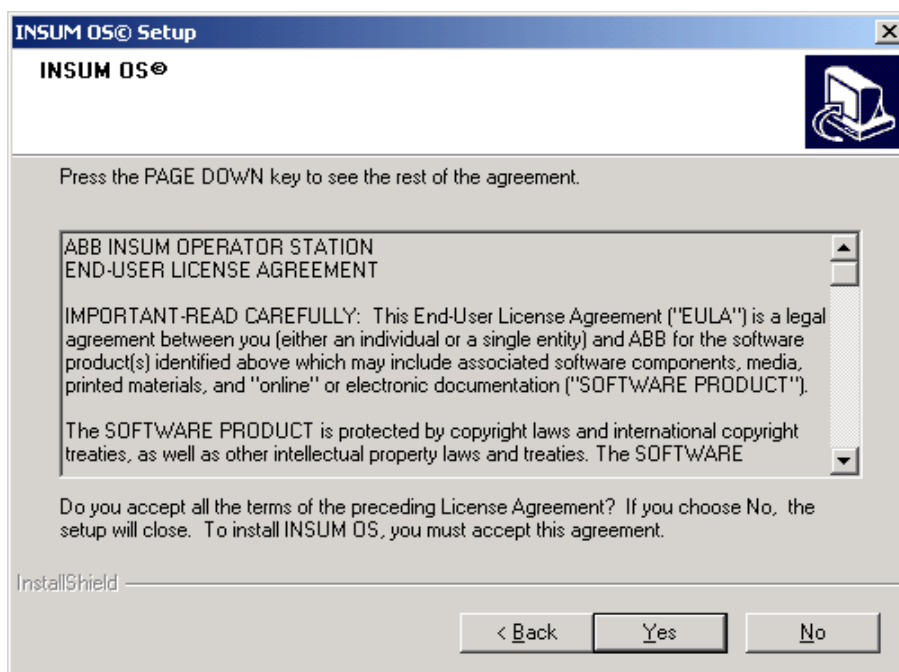 INSUM OS© Setup
INSUM OS©
Press the PAGE DOWN key to see the rest of the agreement.
ABB INSUM OPERATOR STATION
END-USER LICENSE AGREEMENT
IMPORTANT-READ CAREFULLY:  This End-User License Agreement ("EULA") is a legal
agreement between you (either an individual or a single entity) and ABB for the software
product(s) identified above which may include associated software components, media,
printed materials, and "online" or electronic documentation ("SOFTWARE PRODUCT").
The SOFTWARE PRODUCT is protected by copyright laws and international copyright
treaties, as well as other intellectual property laws and treaties. The SOFTWARE
Do you accept all the terms of the preceding License Agreement?  If you choose No,  the
setup will close.  To install INSUM OS, you must accept this agreement.
InstallShield
< Back
Yes
No